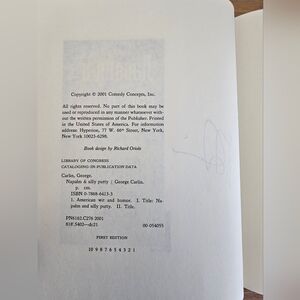 Copyright © 2001 Comedy Concepts, Inc.
All rights reserved. No part of this book may be
used or reproduced in any manner whatsoever without
the written permission of the Publisher. Printed in
the United States of America. For information
address: Hyperion, 77 W. 66th Street, New York,
New York 10023-6298.
Book design by Richard Oriolo
LIBRARY OF CONGRESS
CATALOGING-IN-PUBLICATION DATA
Carlin, George.
Napalm & silly putty / George Carlin.
p. cm.
ISBN 0-7868-6413-3
1. American wit and humor. I. Title: Na-
palm and silly putty. II. Title.
PN6162.C276 2001
818'.5402—dc21 00-054055
FIRST EDITION
10 9 8 7 6 5 4 3 2 1